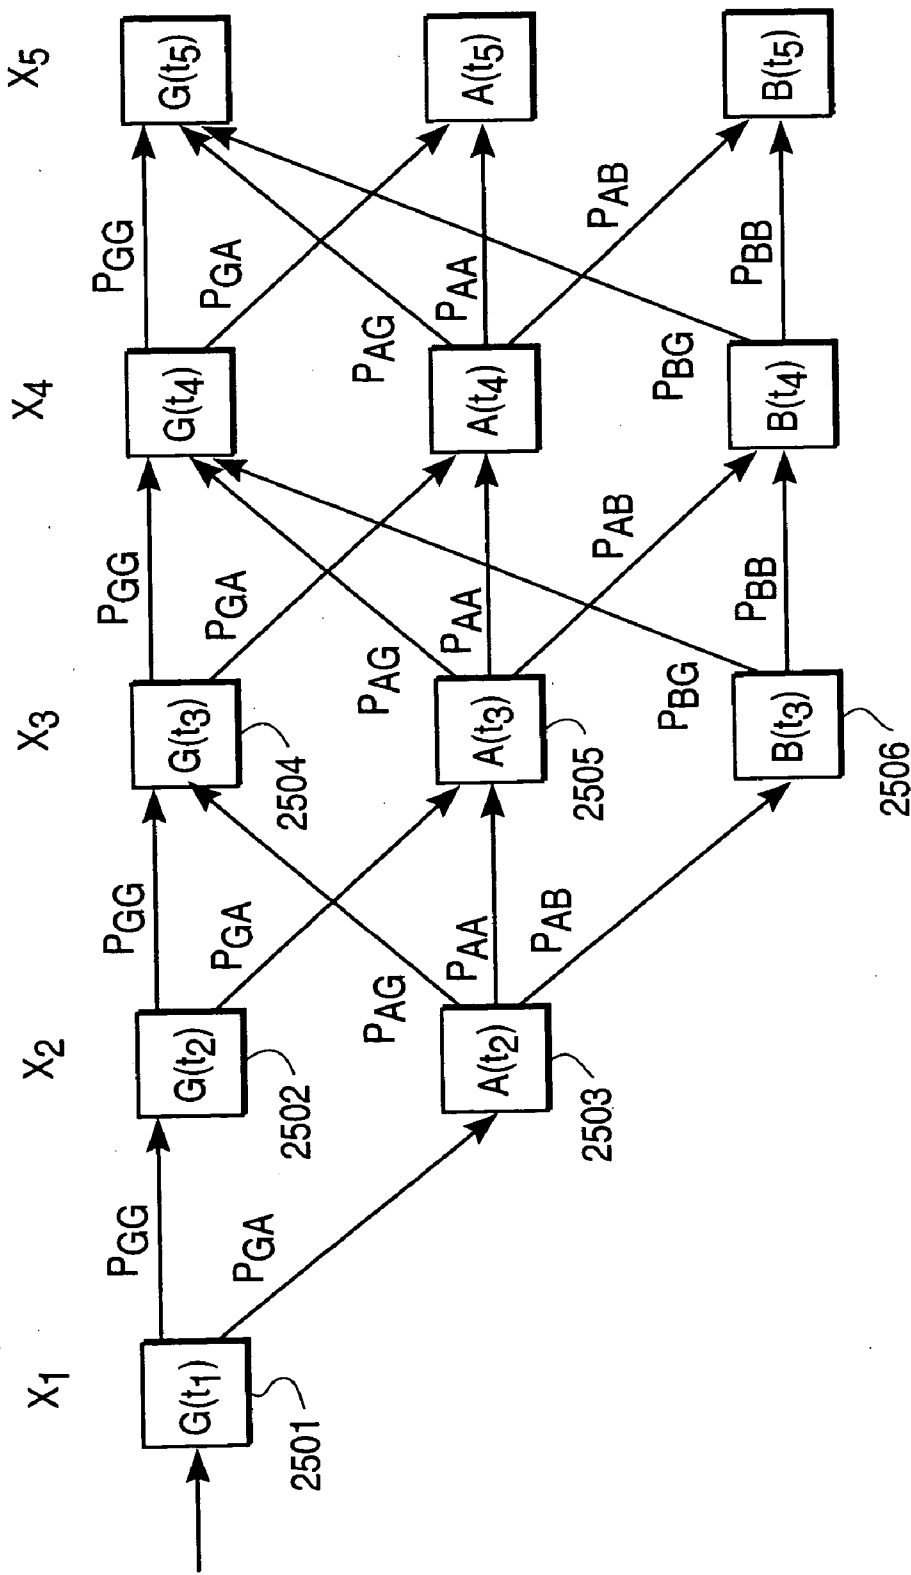 X1
X2
X3
X4
X5
G(t1)
2501
PGG
PGA
G(t2)
2502
A(t2)
2503
PGG
PGA
PAG
PAA
PAB
G(t3)
2504
A(t3)
2505
B(t3)
2506
PGG
PGA
PAG
PAA
PAB
PBG
PBB
G(t4)
A(t4)
B(t4)
PGG
PGA
PAG
PAA
PAB
PBG
PBB
G(t5)
A(t5)
B(t5)